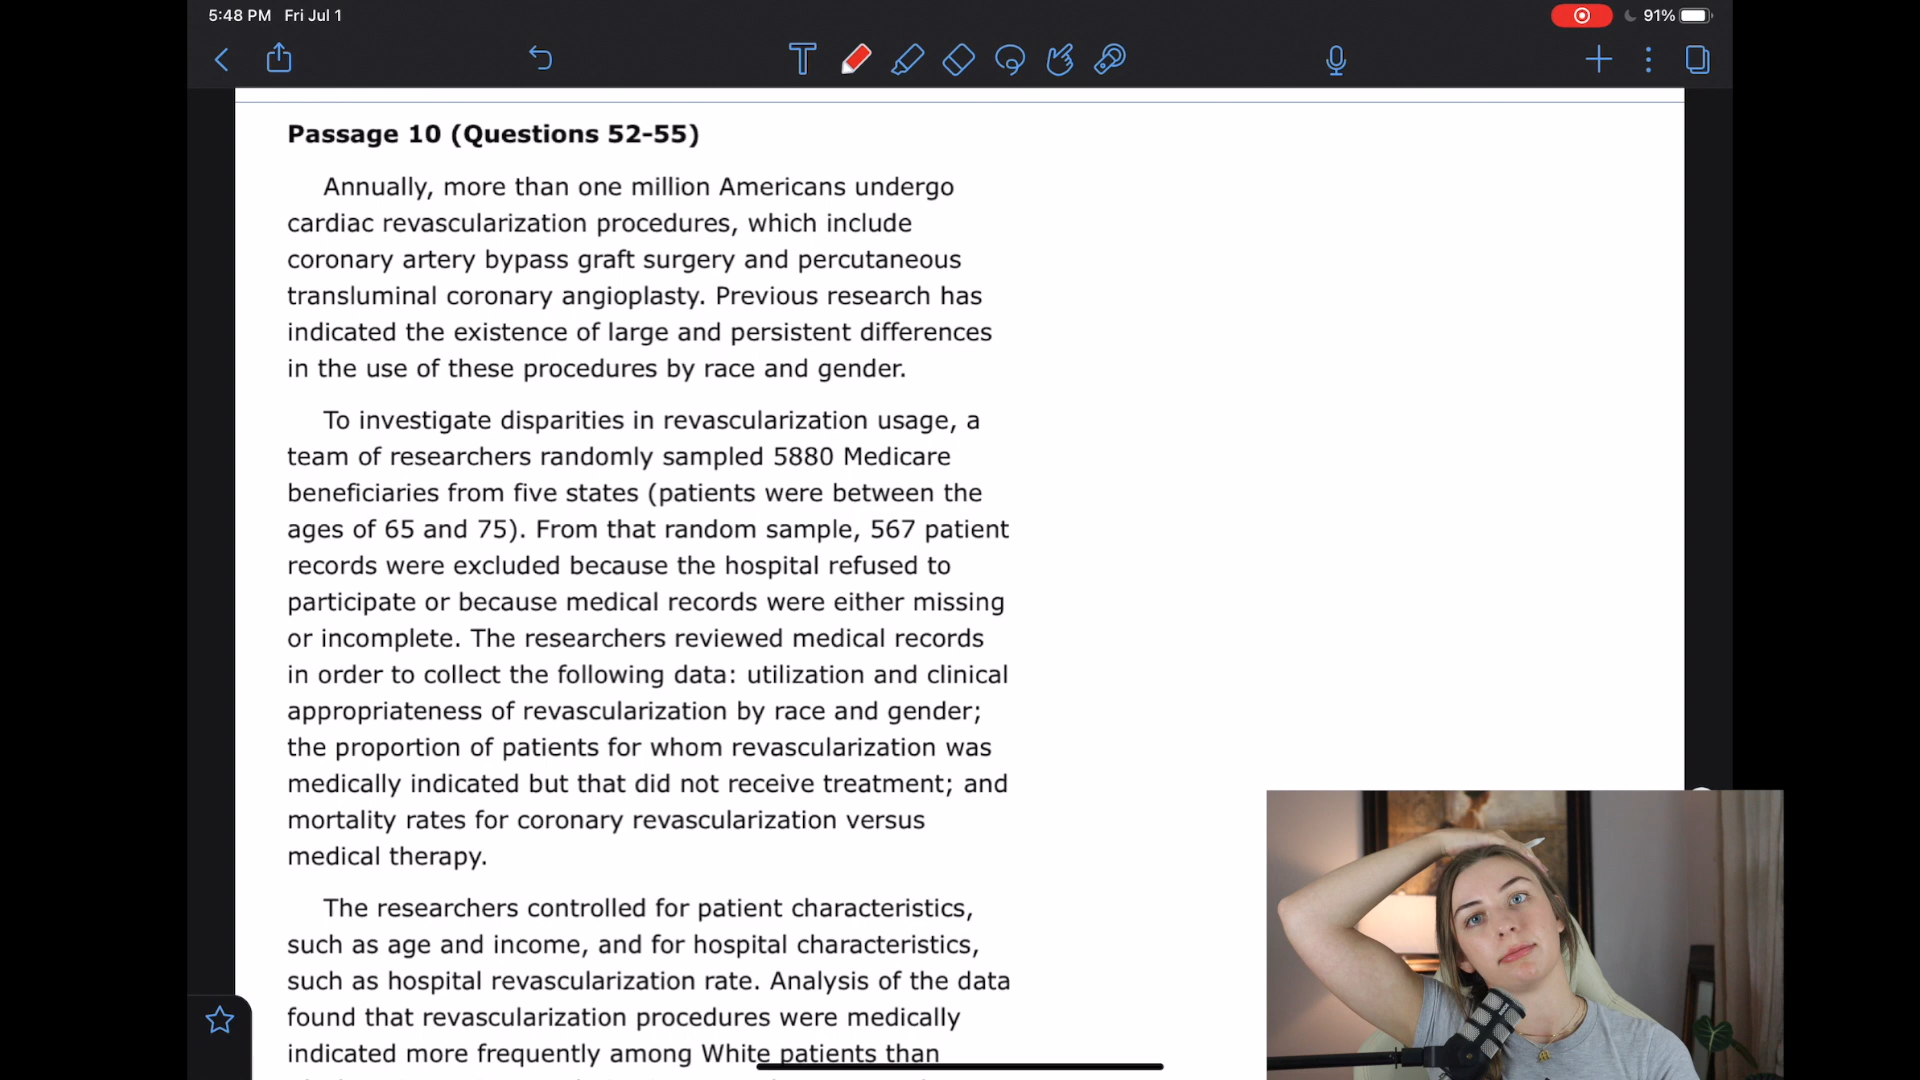 5:48 PM Fri Jul 1
91%
Passage 10 (Questions 52-55)
Annually, more than one million Americans undergo
cardiac revascularization procedures, which include
coronary artery bypass graft surgery and percutaneous
transluminal coronary angioplasty. Previous research has
indicated the existence of large and persistent differences
in the use of these procedures by race and gender.
To investigate disparities in revascularization usage, a
team of researchers randomly sampled 5880 Medicare
beneficiaries from five states (patients were between the
ages of 65 and 75). From that random sample, 567 patient
records were excluded because the hospital refused to
participate or because medical records were either missing
or incomplete. The researchers reviewed medical records
in order to collect the following data: utilization and clinical
appropriateness of revascularization by race and gender;
the proportion of patients for whom revascularization was
medically indicated but that did not receive treatment; and
mortality rates for coronary revascularization versus
medical therapy.
The researchers controlled for patient characteristics,
such as age and income, and for hospital characteristics,
such as hospital revascularization rate. Analysis of the data
found that revascularization procedures were medically
indicated more frequently among White patients than